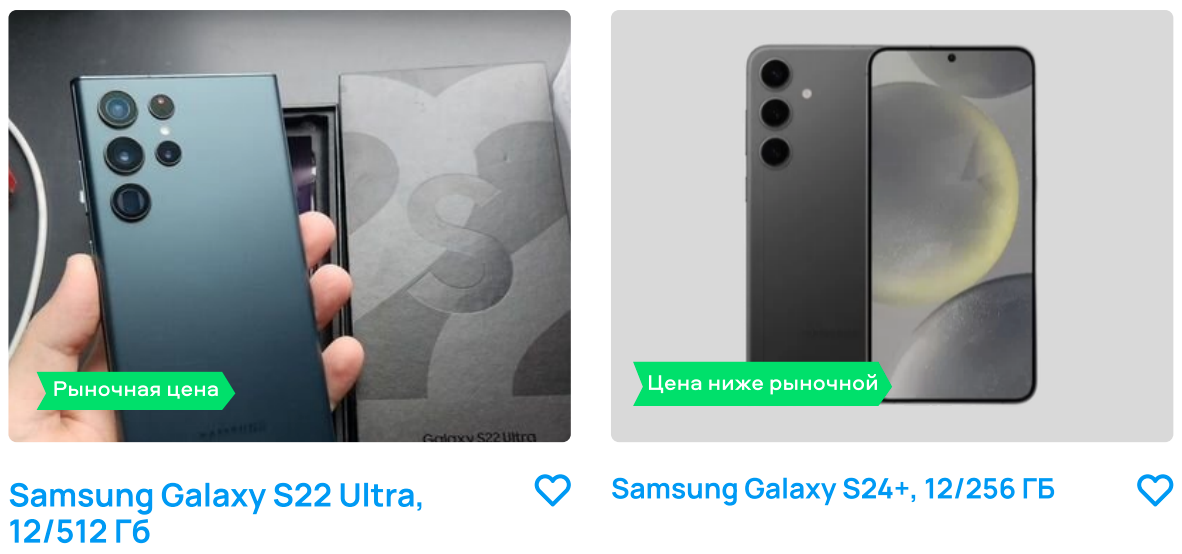 Рыночная цена
Galaxy S22 Ultra
Samsung Galaxy S22 Ultra,
12/512 Гб
Цена ниже рыночной
Samsung Galaxy S24+, 12/256 ГБ